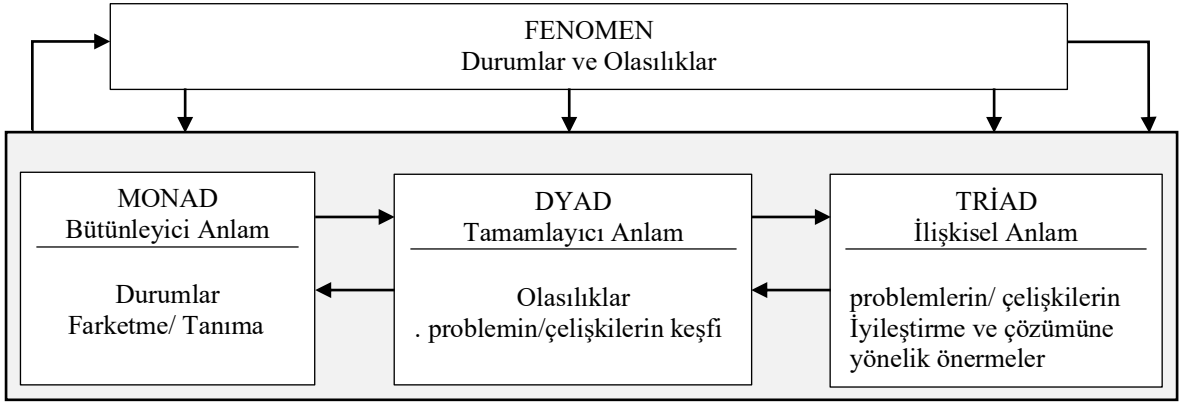 FENOMEN
Durumlar ve Olasılıklar
MONAD
Bütünleyici Anlam
Durumlar
Farketme/ Tanıma
DYAD
Tamamlayıcı Anlam
Olasılıklar
. problemin/çelişkilerin keşfi
TRİAD
İlişkisel Anlam
problemlerin/ çelişkilerin
İyileştirme ve çözümüne
yönelik önermeler